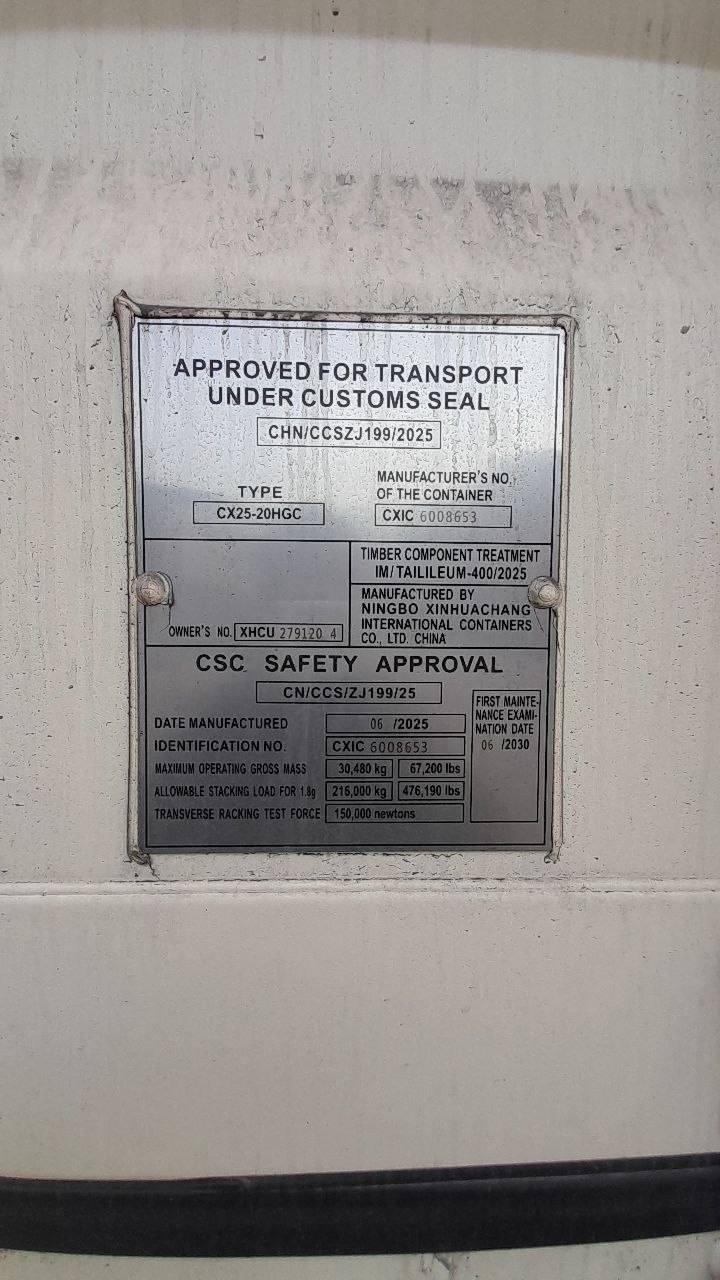 APPROVED FOR TRANSPORT
UNDER CUSTOMS SEAL
CHN/CCSZJ199/2025
TYPE
CX25-20HGC
MANUFACTURER'S NO.
OF THE CONTAINER
CXIC 6008653
TIMBER COMPONENT TREATMENT
IM/TAILILEUM-400/2025
OWNER'S NO. XHCU 279120 4
MANUFACTURED BY
NINGBO XINHUACHANG
INTERNATIONAL CONTAINERS
CO., LTD. CHINA
CSC SAFETY APPROVAL
CN/CCS/ZJ199/25
DATE MANUFACTURED 06 /2025
IDENTIFICATION NO. CXIC 6008653
MAXIMUM OPERATING GROSS MASS 30,480 kg 67,200 lbs
ALLOWABLE STACKING LOAD FOR 1.8g 216,000 kg 476,190 lbs
TRANSVERSE RACKING TEST FORCE 150,000 newtons
FIRST MAINTE-
NANCE EXAMI-
NATION DATE
06 /2030